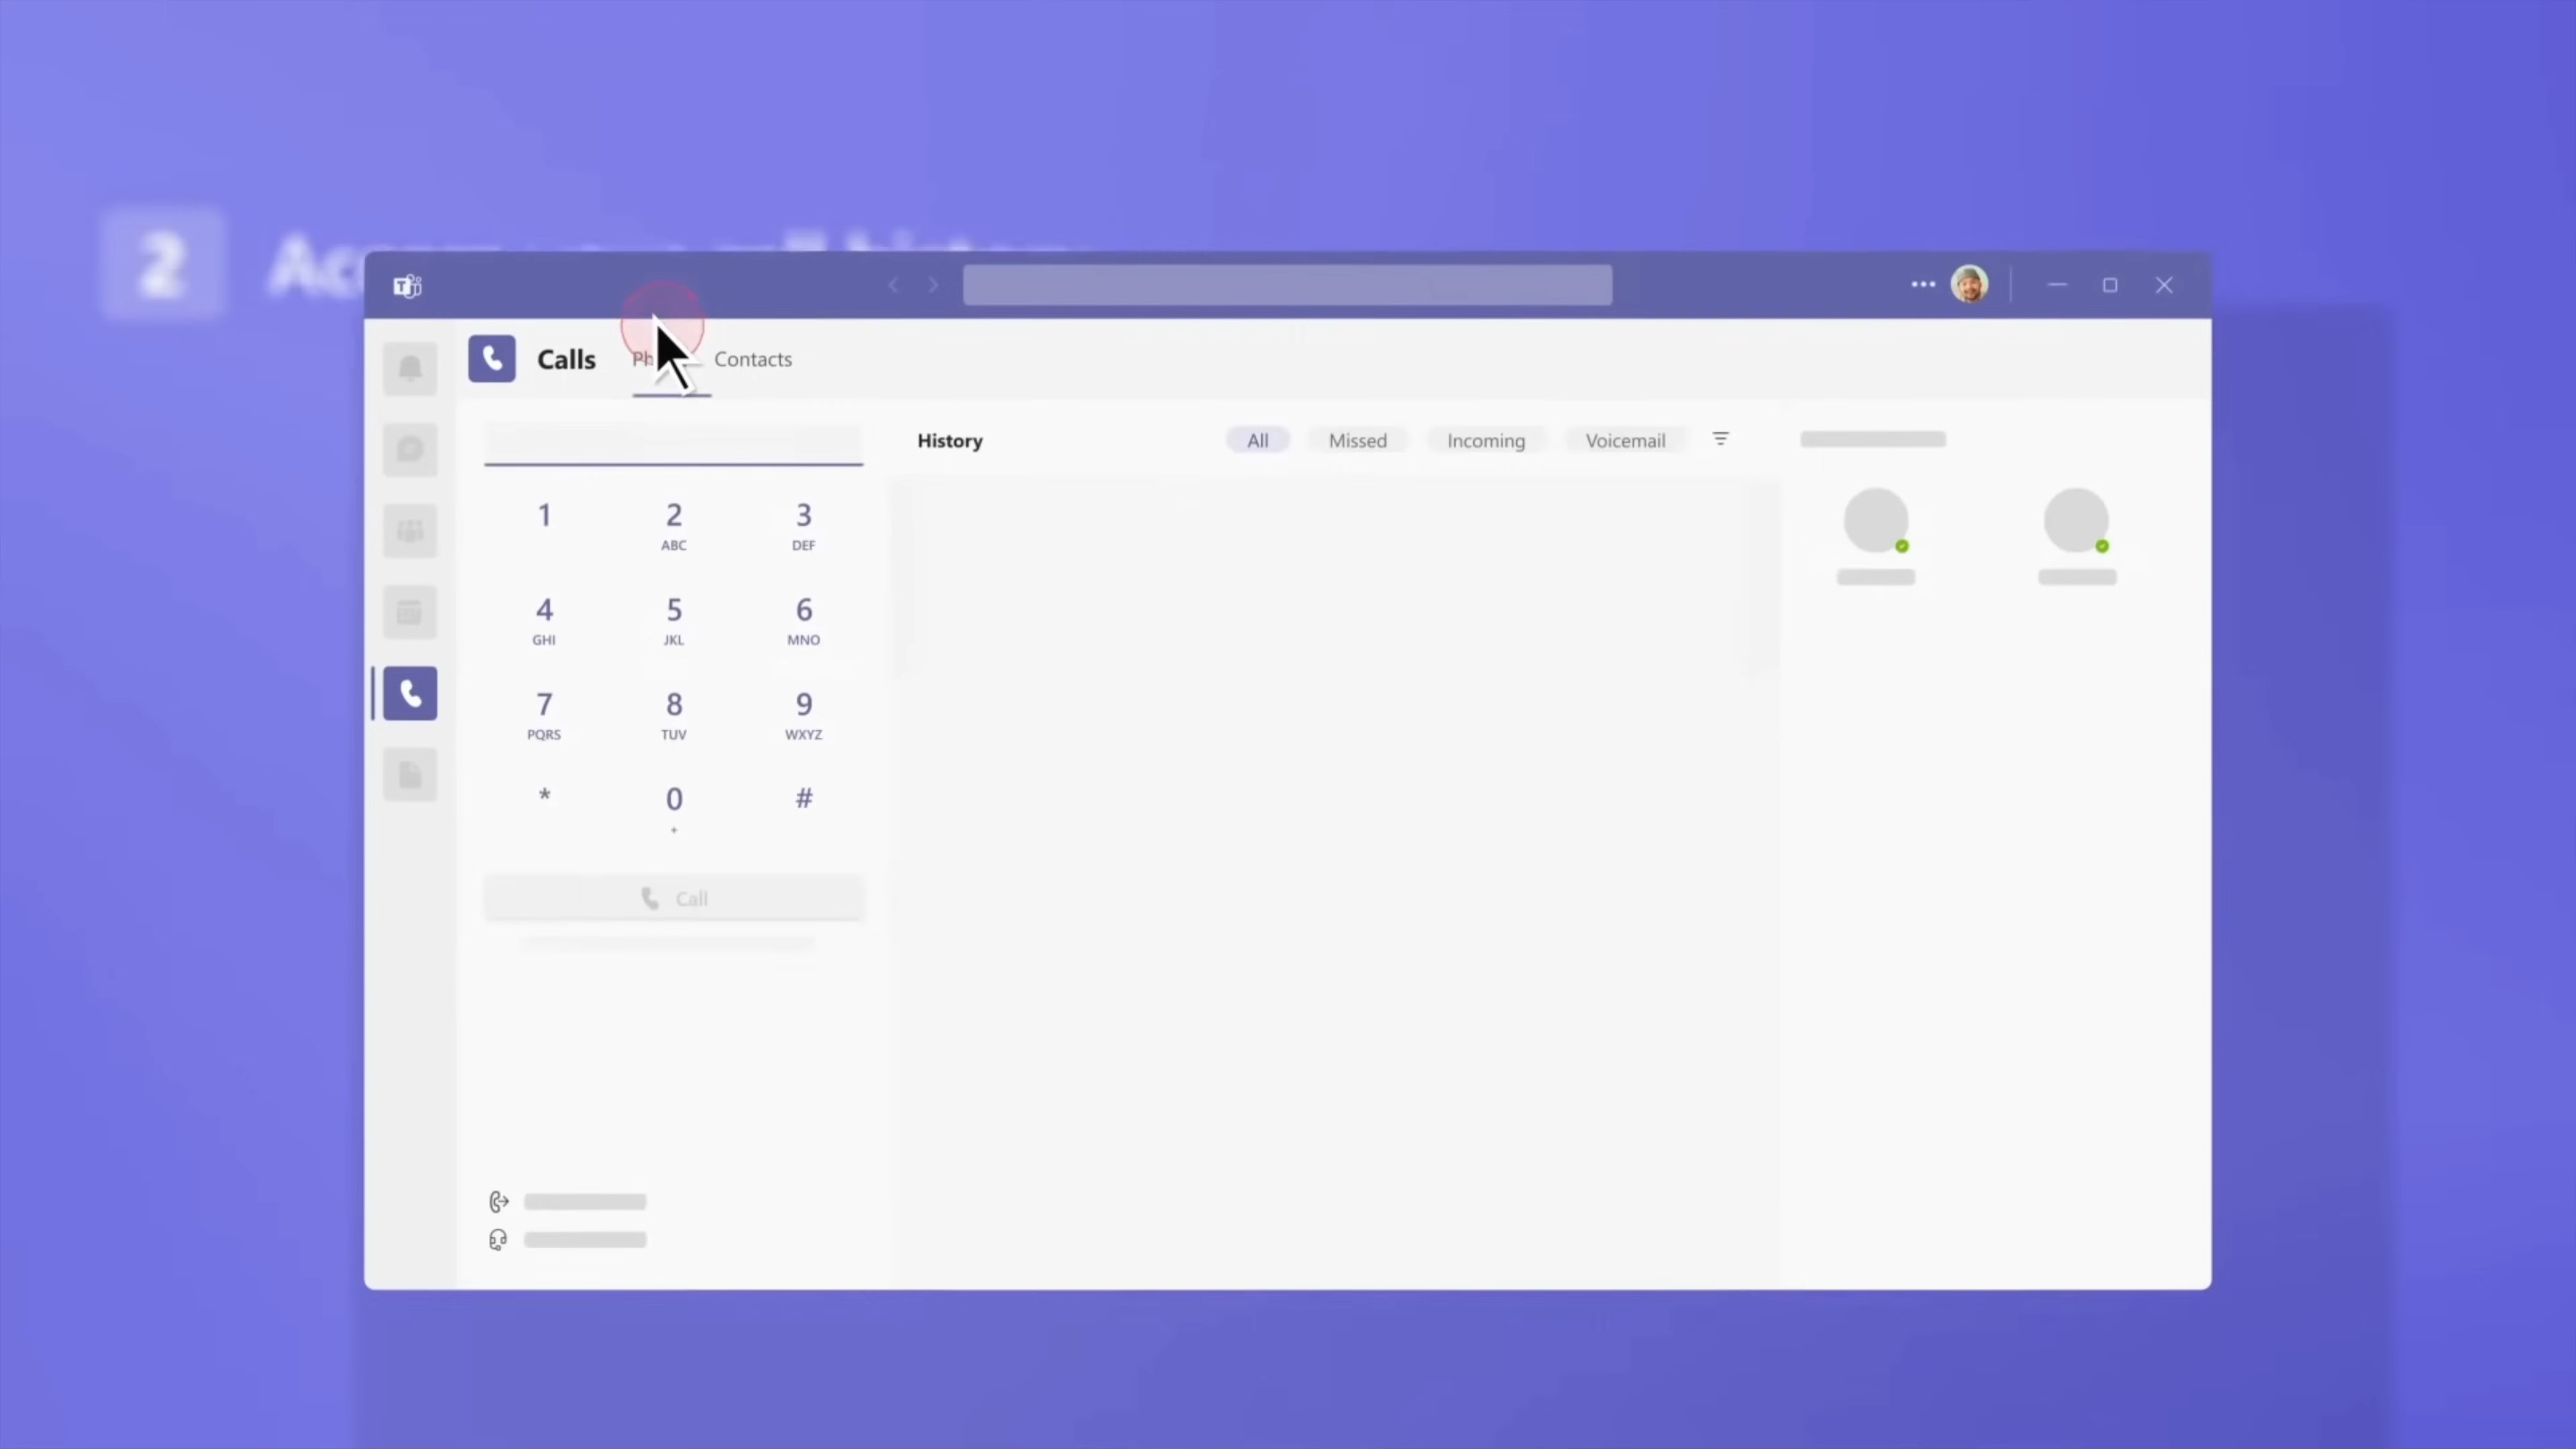 2
Calls Contacts
History All Missed Incoming Voicemail
1 2 3
ABC DEF
4 5 6
GHI JKL MNO
7 8 9
PQRS TUV WXYZ
* 0 #
+
Call